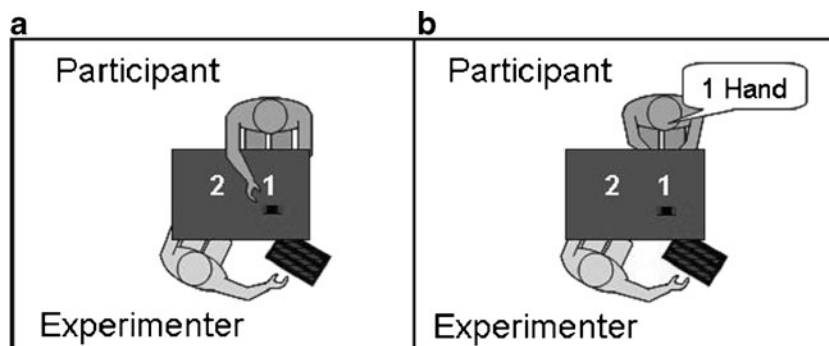 a
Participant
2 1
Experimenter
b
Participant
1 Hand
2 1
Experimenter